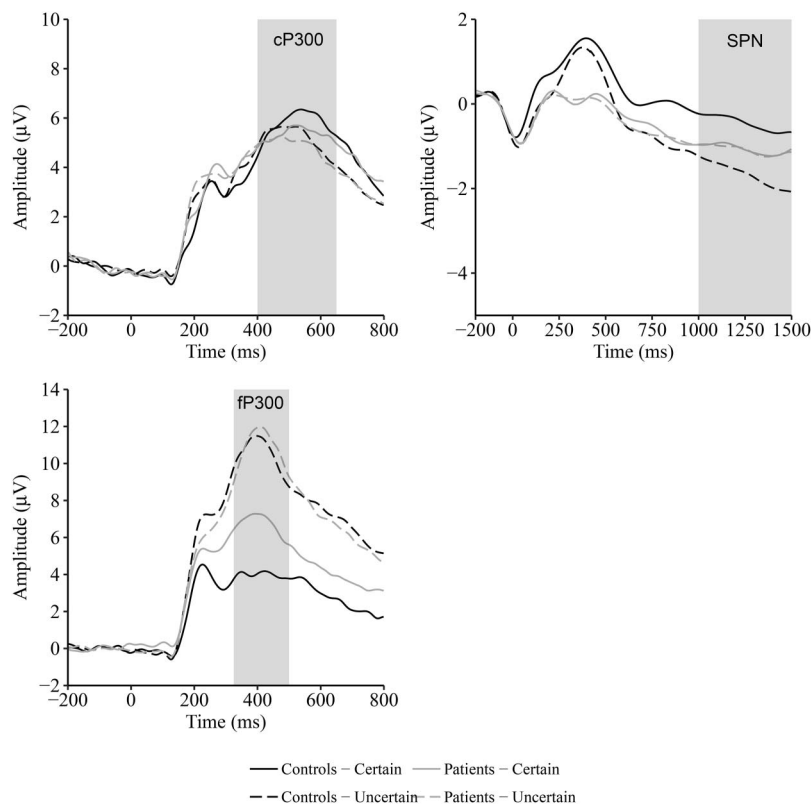 cP300
Amplitude (µV)
10
8
6
4
2
0
−2
−200 0 200 400 600 800
Time (ms)
SPN
Amplitude (µV)
2
0
−2
−4
−200 0 250 500 750 1000 1250 1500
Time (ms)
fP300
Amplitude (µV)
14
12
10
8
6
4
2
0
−2
−200 0 200 400 600 800
Time (ms)
Controls − Certain Patients − Certain
Controls − Uncertain Patients − Uncertain